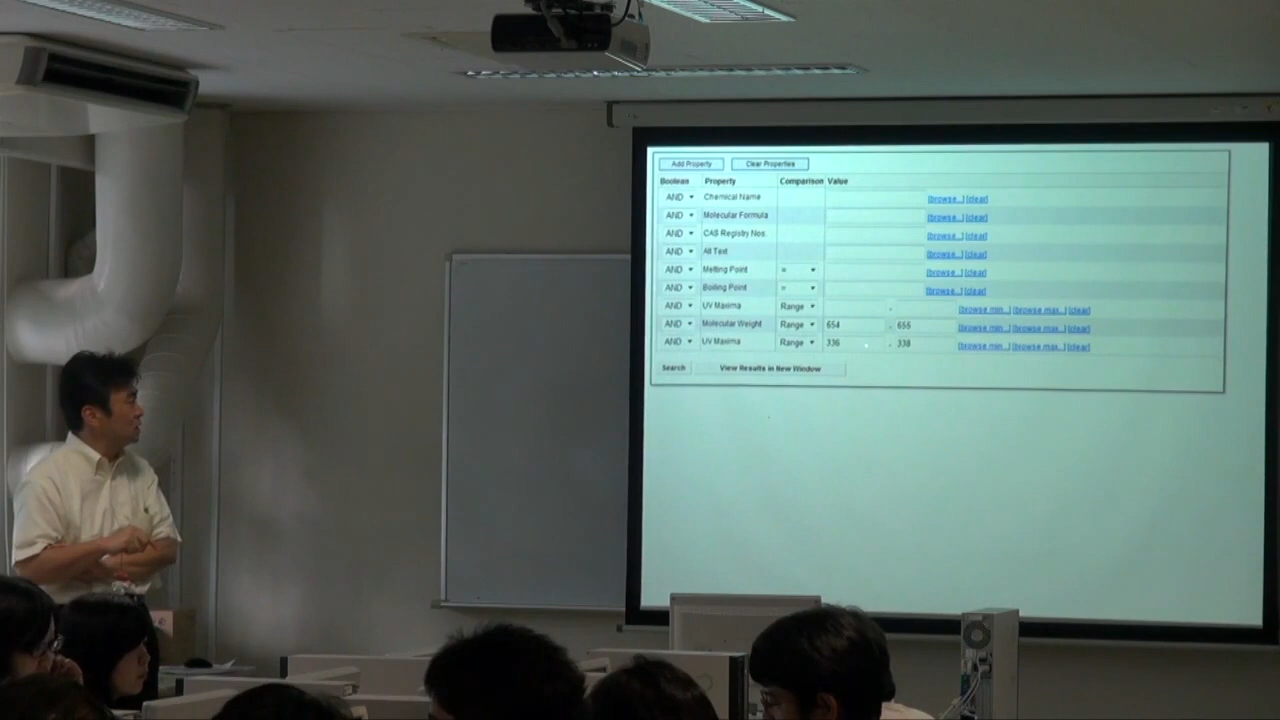 Add Property Clear Properties
Boolean Property Comparison Value
AND Chemical Name [browse...] [clear]
AND Molecular Formula [browse...] [clear]
AND CAS Registry Nos. [browse...] [clear]
AND All Text [browse...] [clear]
AND Melting Point = [browse...] [clear]
AND Boiling Point = [browse...] [clear]
AND UV Maxima Range - [browse min...] [browse max...] [clear]
AND Molecular Weight Range 654 - 655 [browse min...] [browse max...] [clear]
AND UV Maxima Range 336 - 338 [browse min...] [browse max...] [clear]
Search View Results in New Window